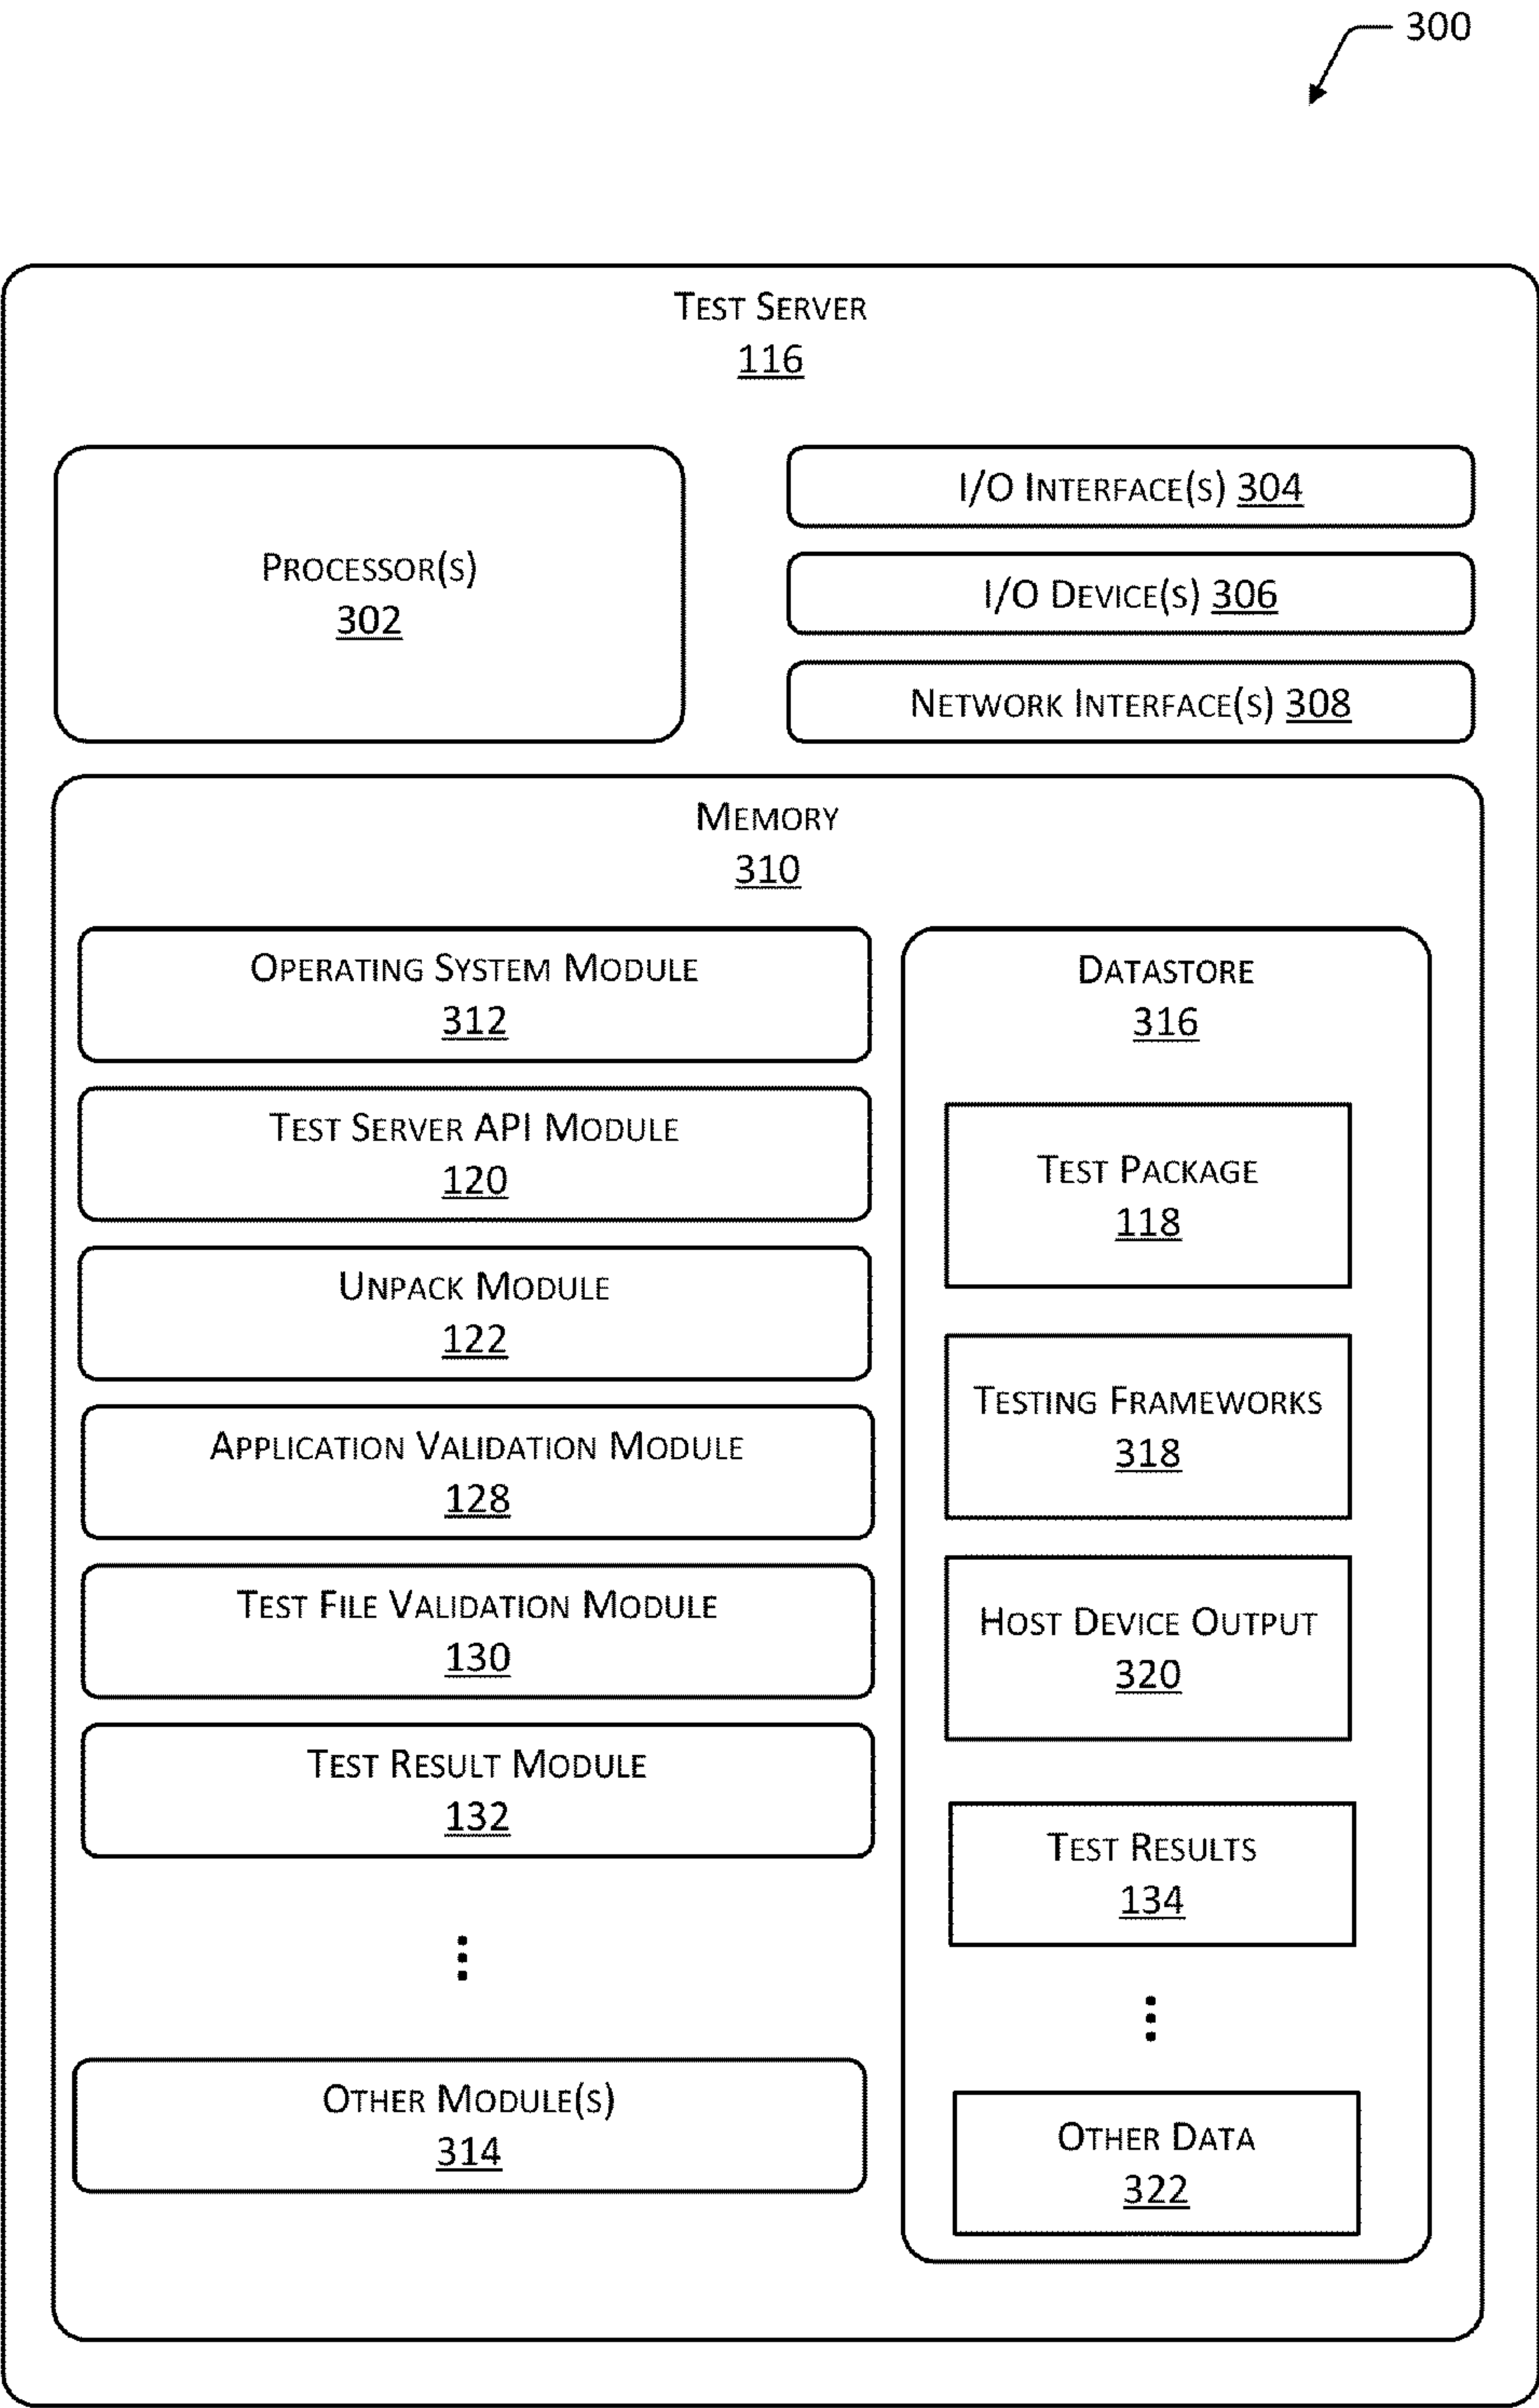 300
Test Server
116
Processor(s)
302
I/O Interface(s) 304
I/O Device(s) 306
Network Interface(s) 308
Memory
310
Operating System Module
312
Test Server API Module
120
Unpack Module
122
Application Validation Module
128
Test File Validation Module
130
Test Result Module
132
Other Module(s)
314
Datastore
316
Test Package
118
Testing Frameworks
318
Host Device Output
320
Test Results
134
Other Data
322